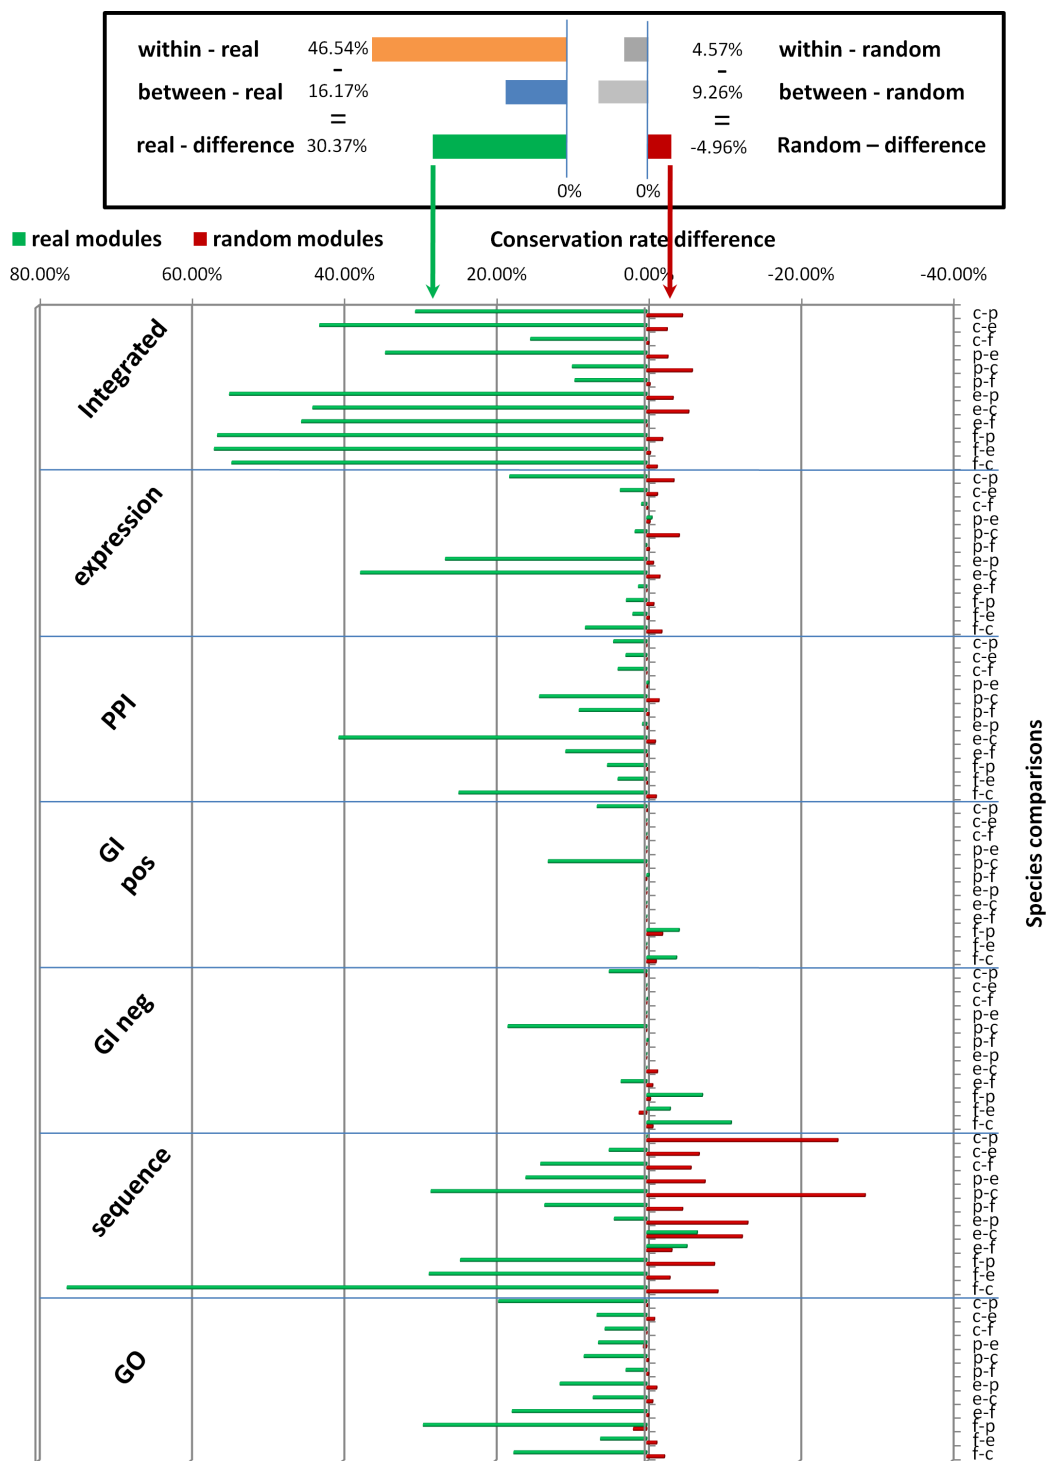 within - real 46.54% 4.57% within - random
- -
between - real 16.17% 9.26% between - random
= =
real - difference 30.37% -4.96% Random – difference
0% 0%
real modules random modules Conservation rate difference
80.00% 60.00% 40.00% 20.00% 0.00% -20.00% -40.00%
Integrated
c-p
c-e
c-f
p-e
p-c
p-f
e-p
e-c
e-f
f-p
f-e
f-c
expression
c-p
c-e
c-f
p-e
p-c
p-f
e-p
e-c
e-f
f-p
f-e
f-c
PPI
c-p
c-e
c-f
p-e
p-c
p-f
e-p
e-c
e-f
f-p
f-e
f-c
Species comparisons
GI
pos
c-p
c-e
c-f
p-e
p-c
p-f
e-p
e-c
e-f
f-p
f-e
f-c
GI neg
c-p
c-e
c-f
p-e
p-c
p-f
e-p
e-c
e-f
f-p
f-e
f-c
sequence
c-p
c-e
c-f
p-e
p-c
p-f
e-p
e-c
e-f
f-p
f-e
f-c
GO
c-p
c-e
c-f
p-e
p-c
p-f
e-p
e-c
e-f
f-p
f-e
f-c